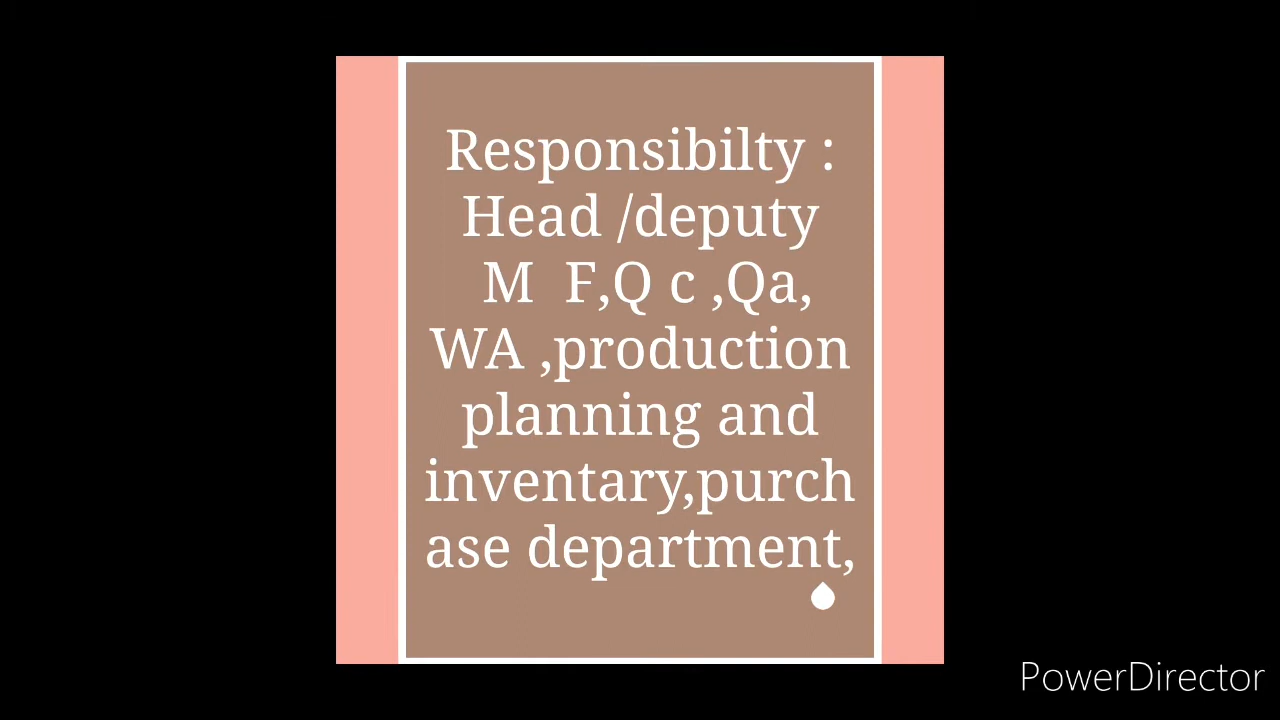 Responsibilty :
Head /deputy
M  F,Q c ,Qa,
WA ,production
planning and
inventary,purch
ase department,
PowerDirector